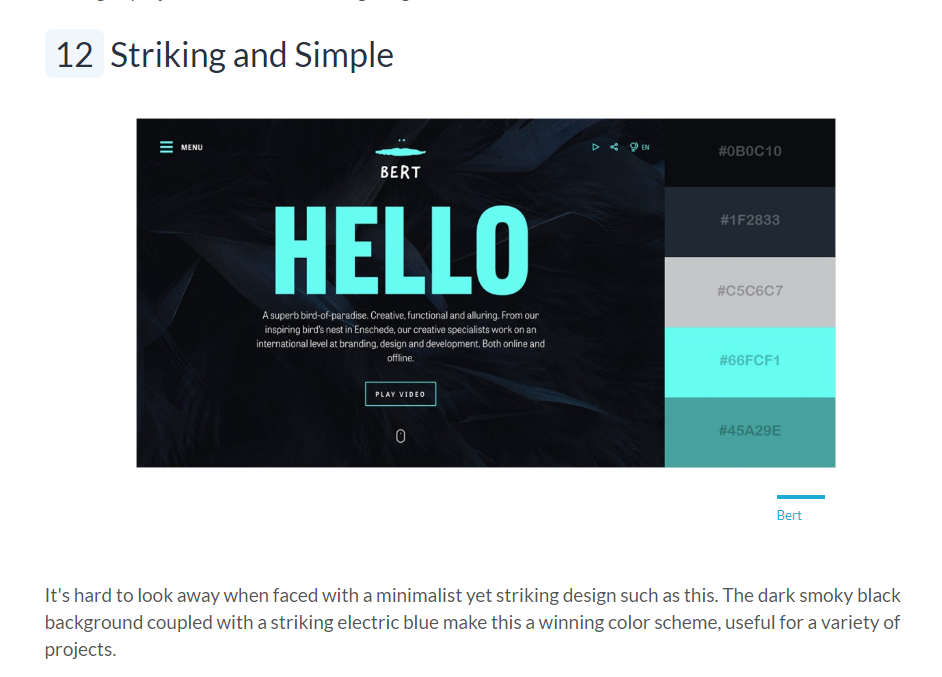 12 Striking and Simple
MENU
BERT
EN
HELLO
A superb bird-of-paradise. Creative, functional and alluring. From our
inspiring bird's nest in Enschede, our creative specialists work on an
international level at branding, design and development. Both online and
offline.
PLAY VIDEO
#0B0C10
#1F2833
#C5C6C7
#66FCF1
#45A29E
Bert
It's hard to look away when faced with a minimalist yet striking design such as this. The dark smoky black
background coupled with a striking electric blue make this a winning color scheme, useful for a variety of
projects.